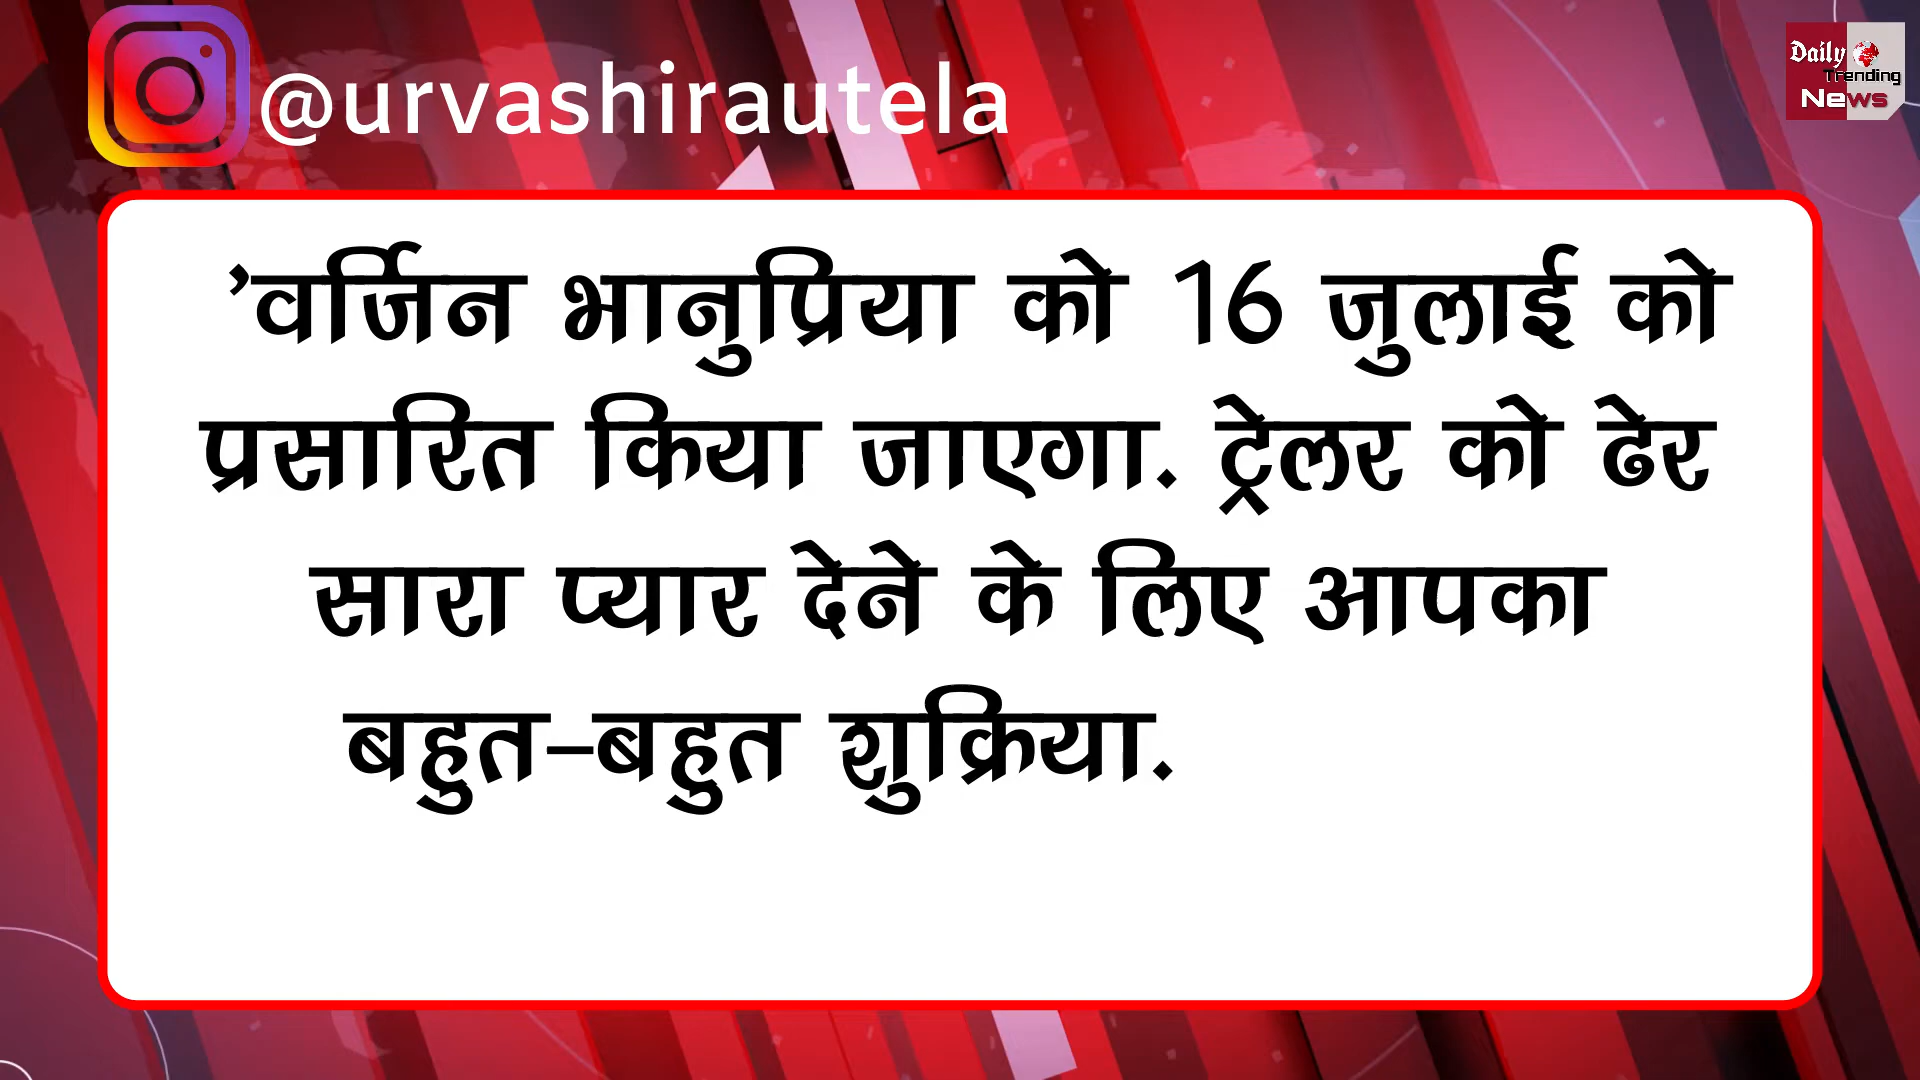 @urvashirautela
Daily
Trending
News
’वर्जिन भानुप्रिया को 16 जुलाई को
प्रसारित किया जाएगा. ट्रेलर को ढेर
सारा प्यार देने के लिए आपका
बहुत-बहुत शुक्रिया.